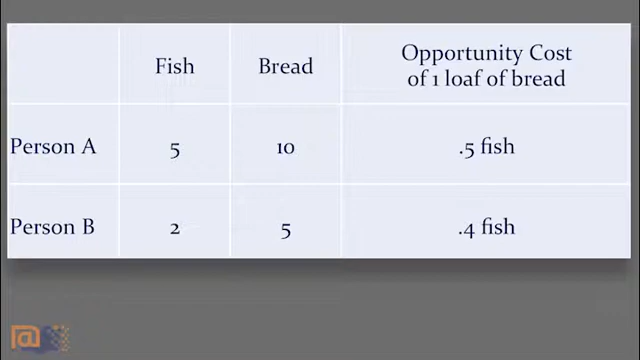 Fish Bread Opportunity Cost
of 1 loaf of bread
Person A 5 10 .5 fish
Person B 2 5 .4 fish
@